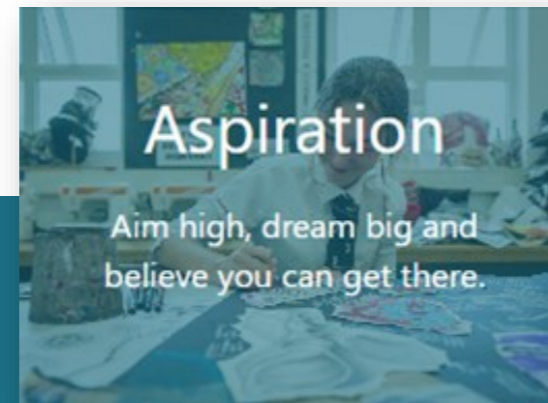 Aspiration
Aim high, dream big and
believe you can get there.